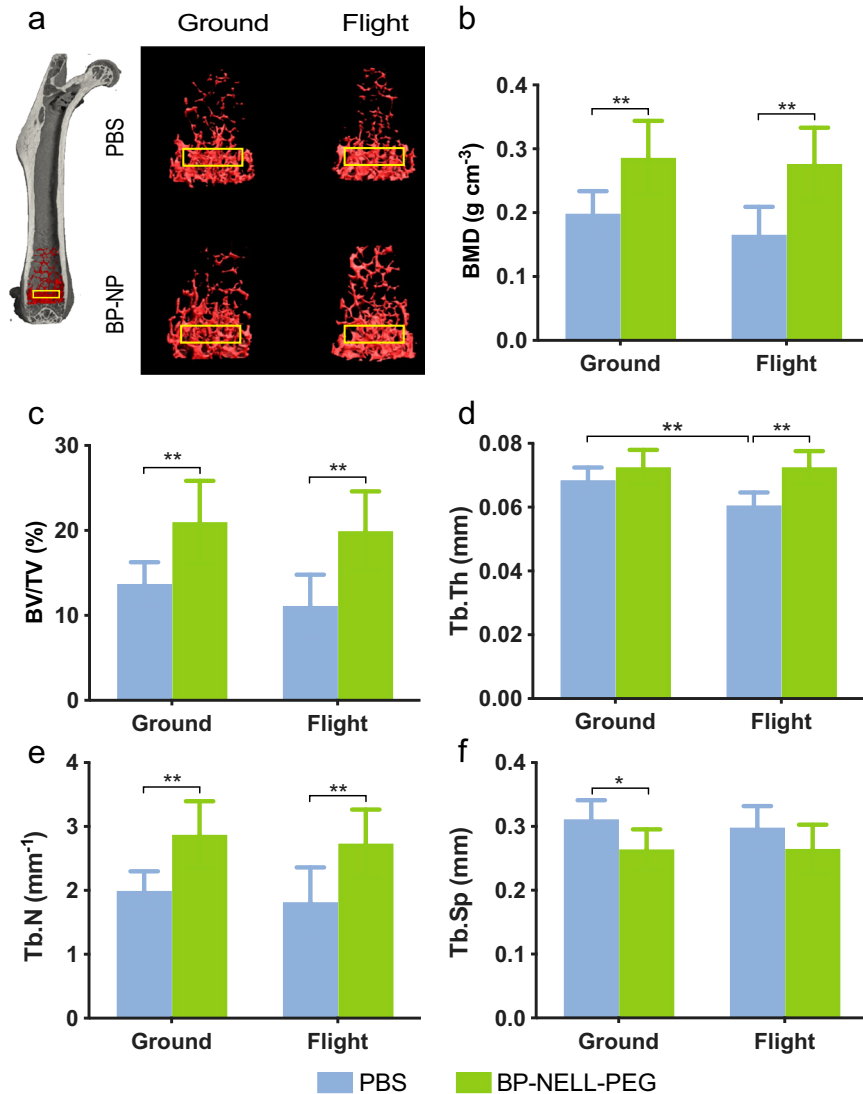 a
Ground Flight
PBS
BP-NP
b
BMD (g cm⁻³)
0.4
0.3
0.2
0.1
0.0
** **
Ground Flight
c
BV/TV (%)
30
20
10
0
** **
Ground Flight
d
Tb.Th (mm)
0.08
0.06
0.04
0.02
0.00
** **
Ground Flight
e
Tb.N (mm⁻¹)
4
3
2
1
0
** **
Ground Flight
f
Tb.Sp (mm)
0.4
0.3
0.2
0.1
0.0
*
Ground Flight
PBS BP-NELL-PEG